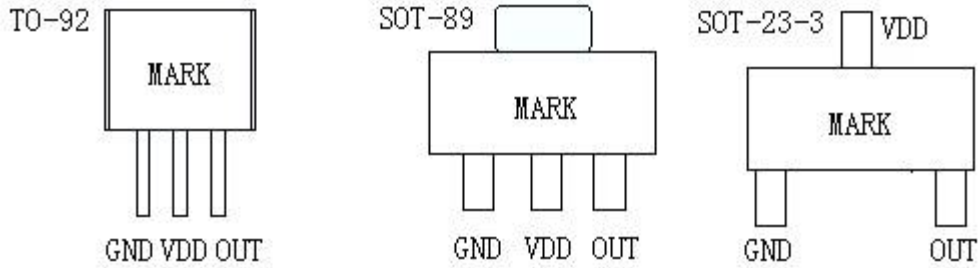 TO-92
MARK
GND VDD OUT
SOT-89
MARK
GND VDD OUT
SOT-23-3
VDD
MARK
GND OUT